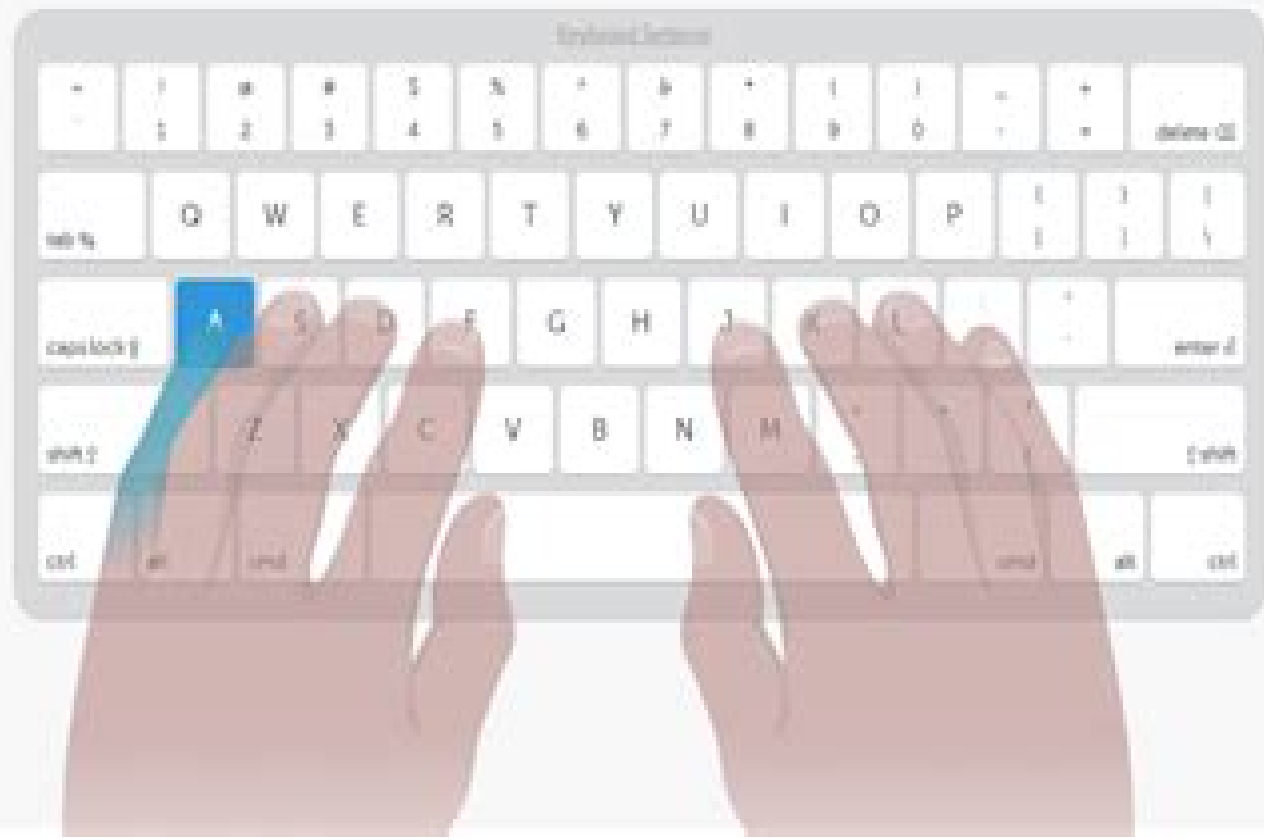 Keyboard Settings
~ ! @ # $ % ^ & * ( ) _ +
` 1 2 3 4 5 6 7 8 9 0 - = delete
tab Q W E R T Y U I O P { } |
[ ] \
caps lock A S D F G H J K L enter
shift Z X C V B N M shift
ctrl alt cmd cmd alt ctrl